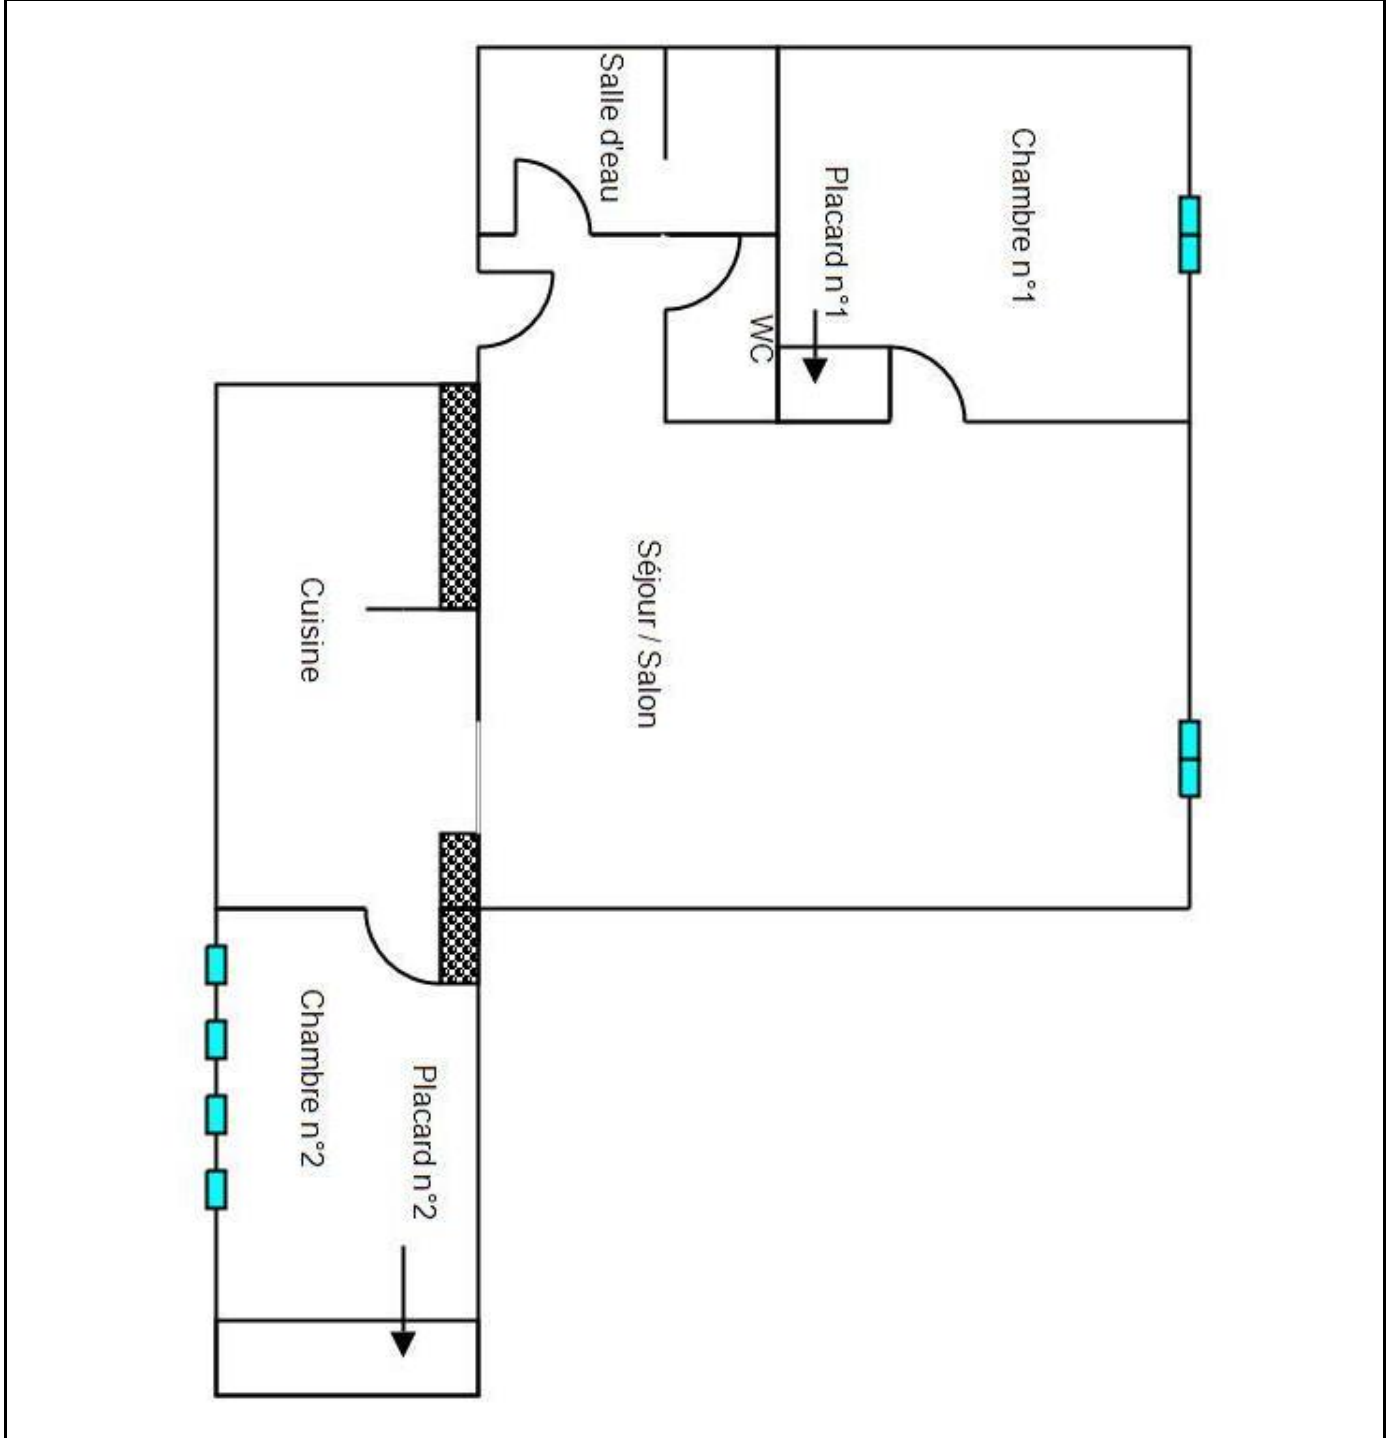 Salle d'eau
Placard n°1
Chambre n°1
WC
Séjour / Salon
Cuisine
Chambre n°2
Placard n°2